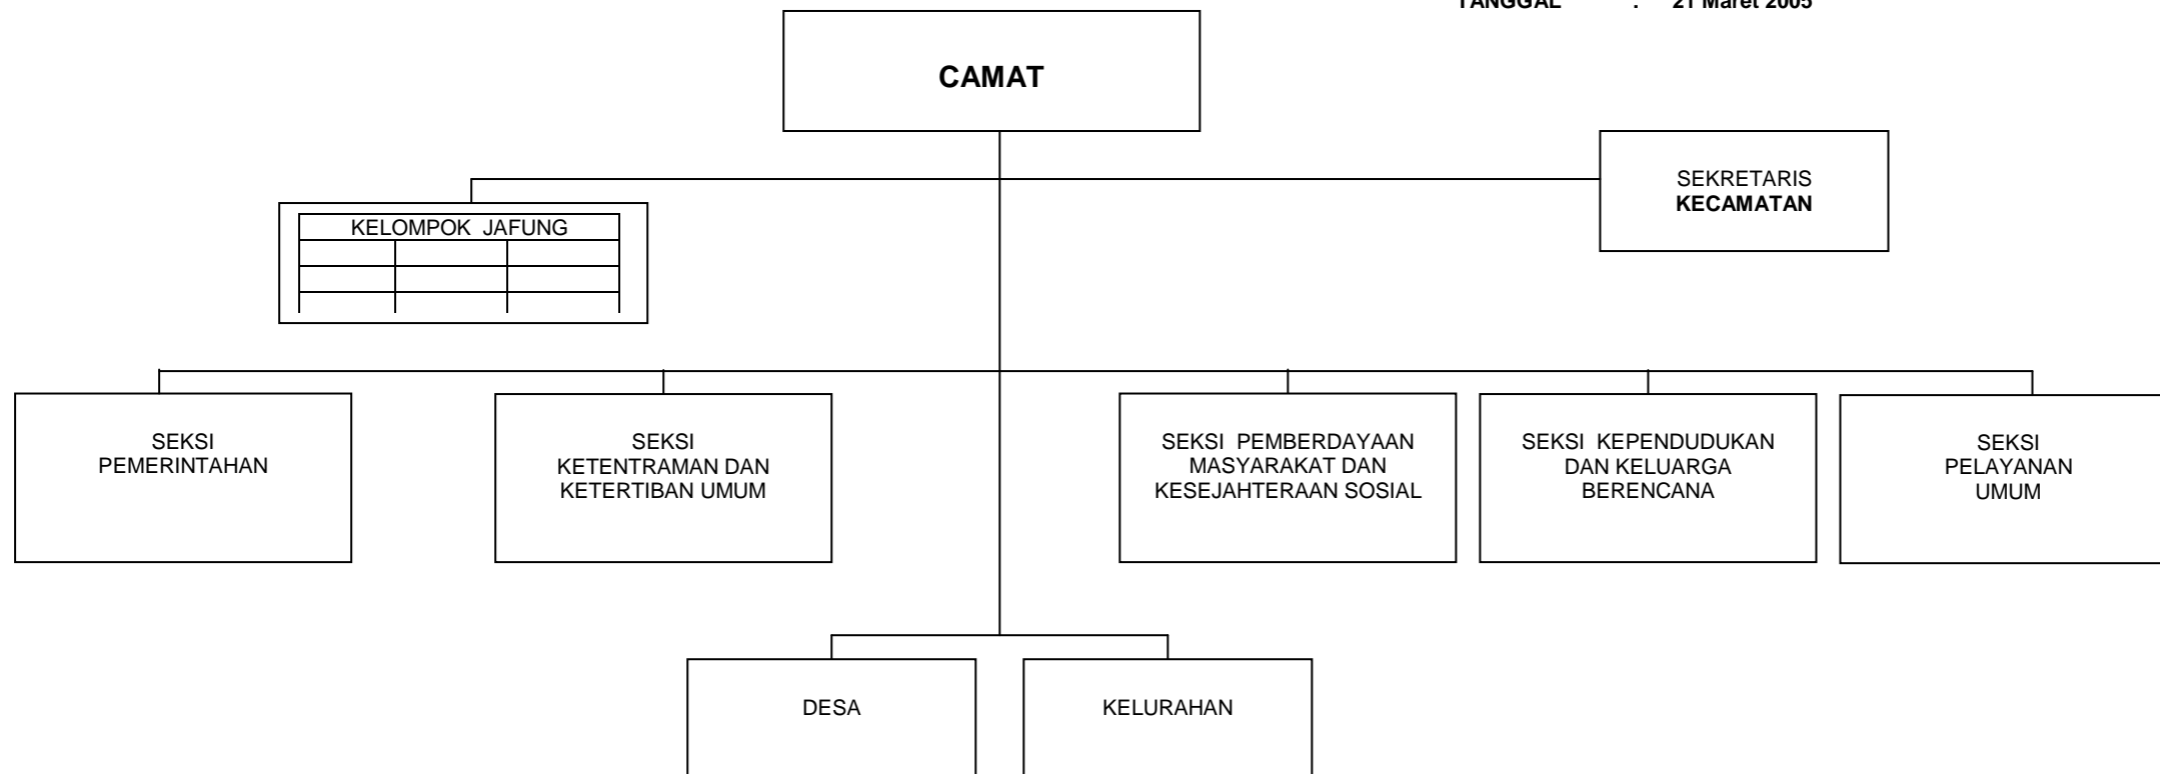 TANGGAL : 21 Maret 2005
CAMAT
SEKRETARIS
KECAMATAN
KELOMPOK JAFUNG
SEKSI
PEMERINTAHAN
SEKSI
KETENTRAMAN DAN
KETERTIBAN UMUM
SEKSI PEMBERDAYAAN
MASYARAKAT DAN
KESEJAHTERAAN SOSIAL
SEKSI KEPENDUDUKAN
DAN KELUARGA
BERENCANA
SEKSI
PELAYANAN
UMUM
DESA
KELURAHAN